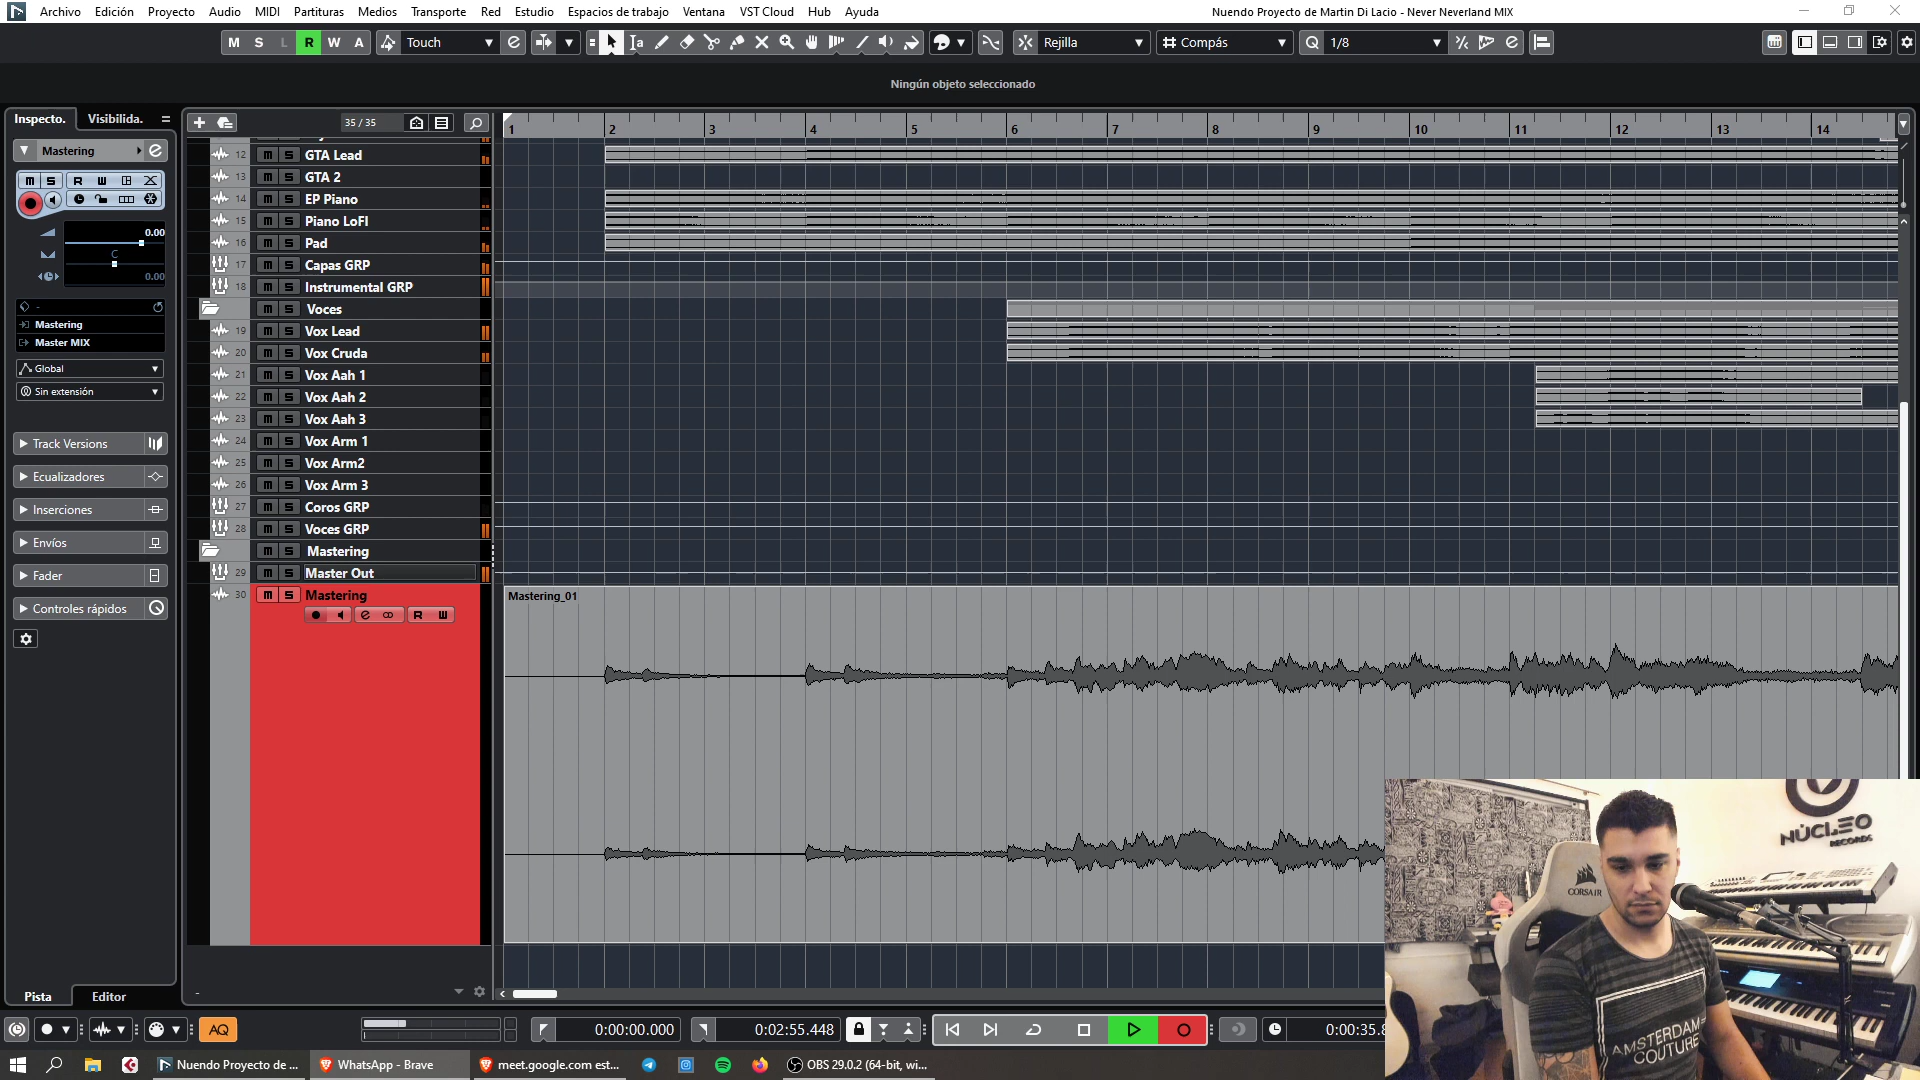 Archivo Edición Proyecto Audio MIDI Partituras Medios Transporte Red Estudio Espacios de trabajo Ventana VST Cloud Hub Ayuda
Nuendo Proyecto de Martin Di Lacio - Never Neverland MIX
M S L R W A Touch Rejilla Compás Q 1/8
Ningún objeto seleccionado
Inspecto. Visibilida.
35 / 35
1 2 3 4 5 6 7 8 9 10 11 12 13 14
Mastering
0.00
C
0.00
-
Mastering
Master MIX
Global
Sin extensión
Track Versions
Ecualizadores
Inserciones
Envíos
Fader
Controles rápidos
12 m S GTA Lead
13 m S GTA 2
14 m S EP Piano
15 m S Piano LoFI
16 m S Pad
17 m S Capas GRP
18 m S Instrumental GRP
m S Voces
19 m S Vox Lead
20 m S Vox Cruda
21 m S Vox Aah 1
22 m S Vox Aah 2
23 m S Vox Aah 3
24 m S Vox Arm 1
25 m S Vox Arm2
26 m S Vox Arm 3
27 m S Coros GRP
28 m S Voces GRP
m S Mastering
29 m S Master Out
30 m S Mastering
R W
Mastering_01
Pista Editor
AQ 0:00:00.000 0:02:55.448 0:00:35.8
NÚCLEO
RECORDS
CORSAIR
AMSTERDAM
COUTURE
Nuendo Proyecto de ... WhatsApp - Brave meet.google.com est... OBS 29.0.2 (64-bit, wi...